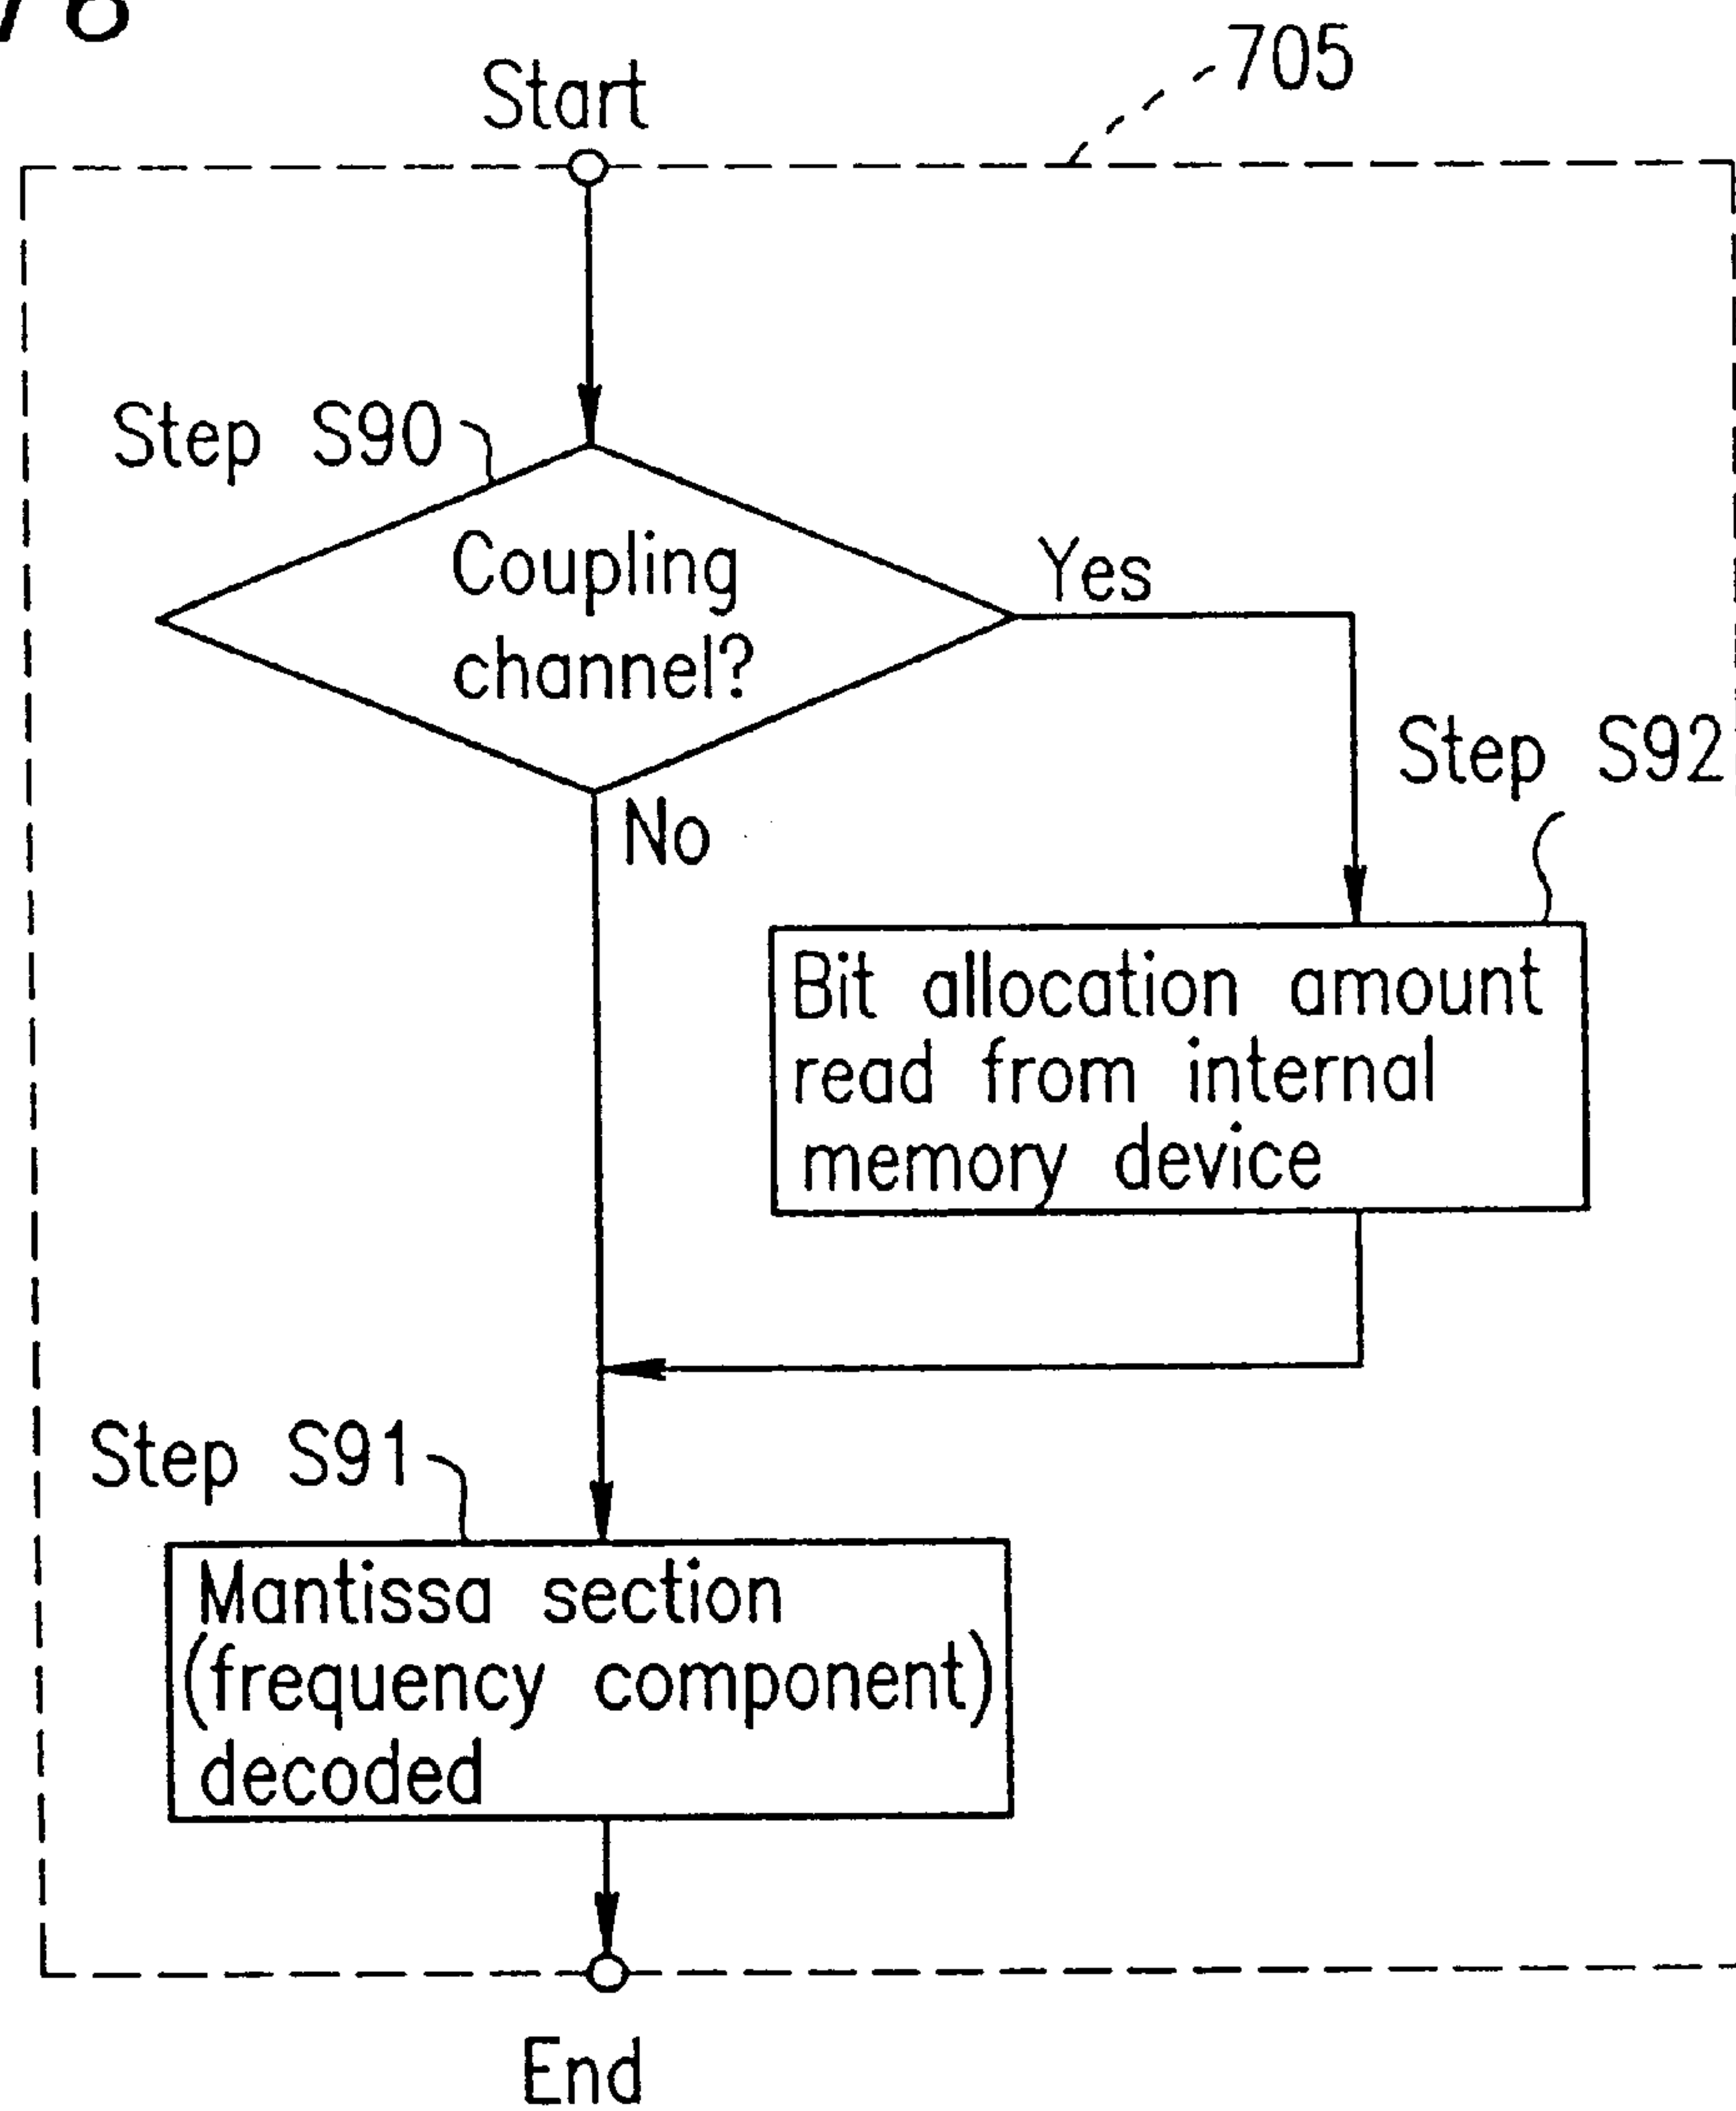 705
Start
Step S90
Coupling
channel?
Yes
Step S92
No
Bit allocation amount
read from internal
memory device
Step S91
Mantissa section
(frequency component)
decoded
End